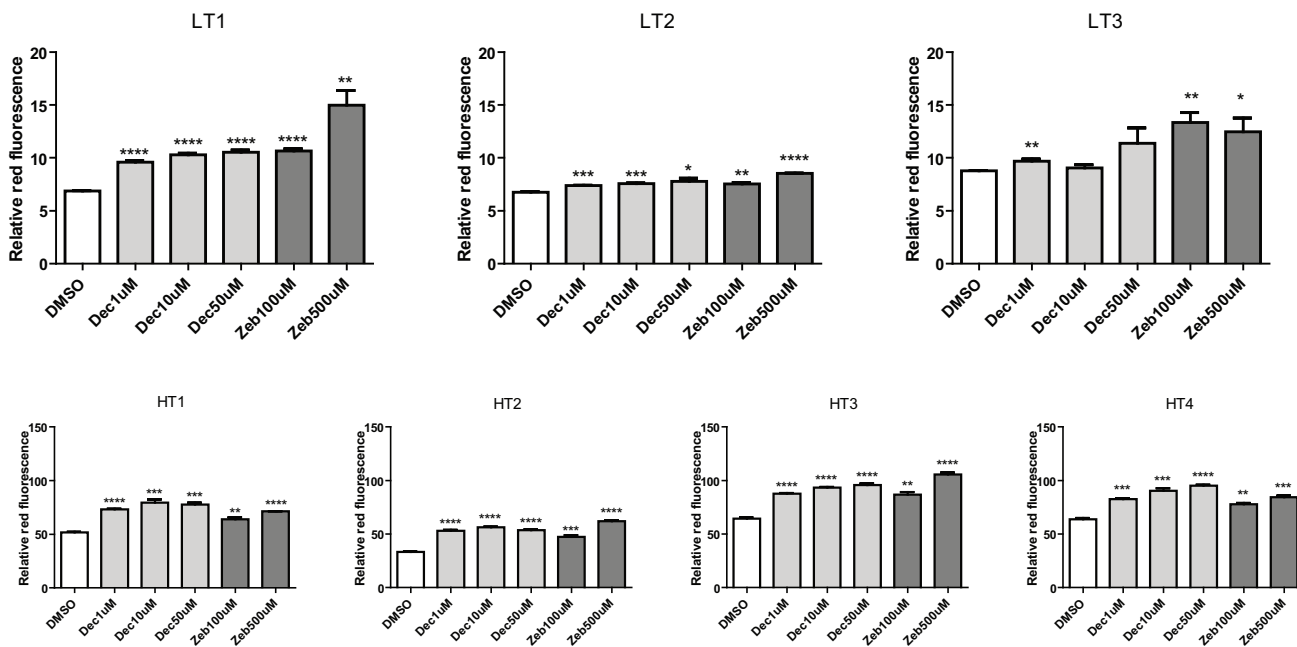 LT1
Relative red fluorescence
20
15
10
5
0
**
****
****
****
****
DMSO
Dec1uM
Dec10uM
Dec50uM
Zeb100uM
Zeb500uM
LT2
Relative red fluorescence
20
15
10
5
0
***
***
*
**
****
DMSO
Dec1uM
Dec10uM
Dec50uM
Zeb100uM
Zeb500uM
LT3
Relative red fluorescence
20
15
10
5
0
**
**
*
DMSO
Dec1uM
Dec10uM
Dec50uM
Zeb100uM
Zeb500uM
HT1
Relative red fluorescence
150
100
50
0
****
***
***
**
****
DMSO
Dec1uM
Dec10uM
Dec50uM
Zeb100uM
Zeb500uM
HT2
Relative red fluorescence
150
100
50
0
****
****
****
***
****
DMSO
Dec1uM
Dec10uM
Dec50uM
Zeb100uM
Zeb500uM
HT3
Relative red fluorescence
150
100
50
0
****
****
****
**
****
DMSO
Dec1uM
Dec10uM
Dec50uM
Zeb100uM
Zeb500uM
HT4
Relative red fluorescence
150
100
50
0
***
***
****
**
***
DMSO
Dec1uM
Dec10uM
Dec50uM
Zeb100uM
Zeb500uM